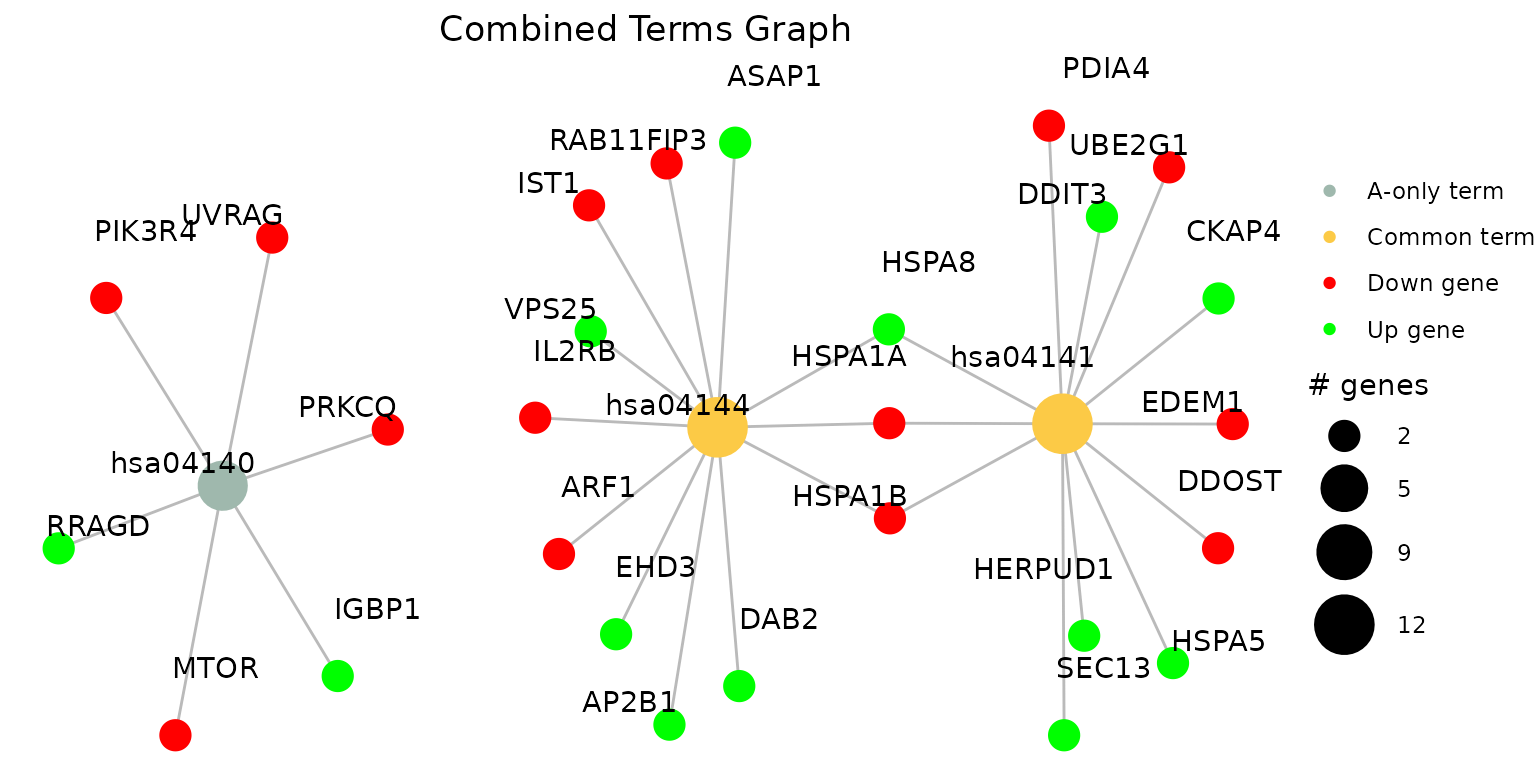 Combined Terms Graph
PDIA4
ASAP1
RAB11FIP3
UBE2G1
IST1
DDIT3
UVRAG
PIK3R4
CKAP4
HSPA8
VPS25
IL2RB
HSPA1A
hsa04141
PRKCQ
hsa04144
EDEM1
hsa04140
ARF1
HSPA1B
DDOST
RRAGD
EHD3
HERPUD1
IGBP1
DAB2
MTOR
SEC13
HSPA5
AP2B1
A-only term
Common term
Down gene
Up gene
# genes
2
5
9
12